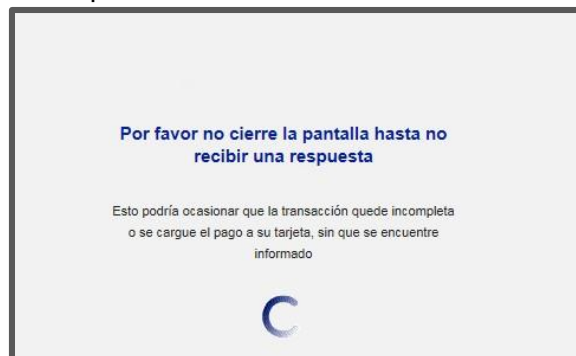 Por favor no cierre la pantalla hasta no
recibir una respuesta
Esto podría ocasionar que la transacción quede incompleta
o se cargue el pago a su tarjeta, sin que se encuentre
informado